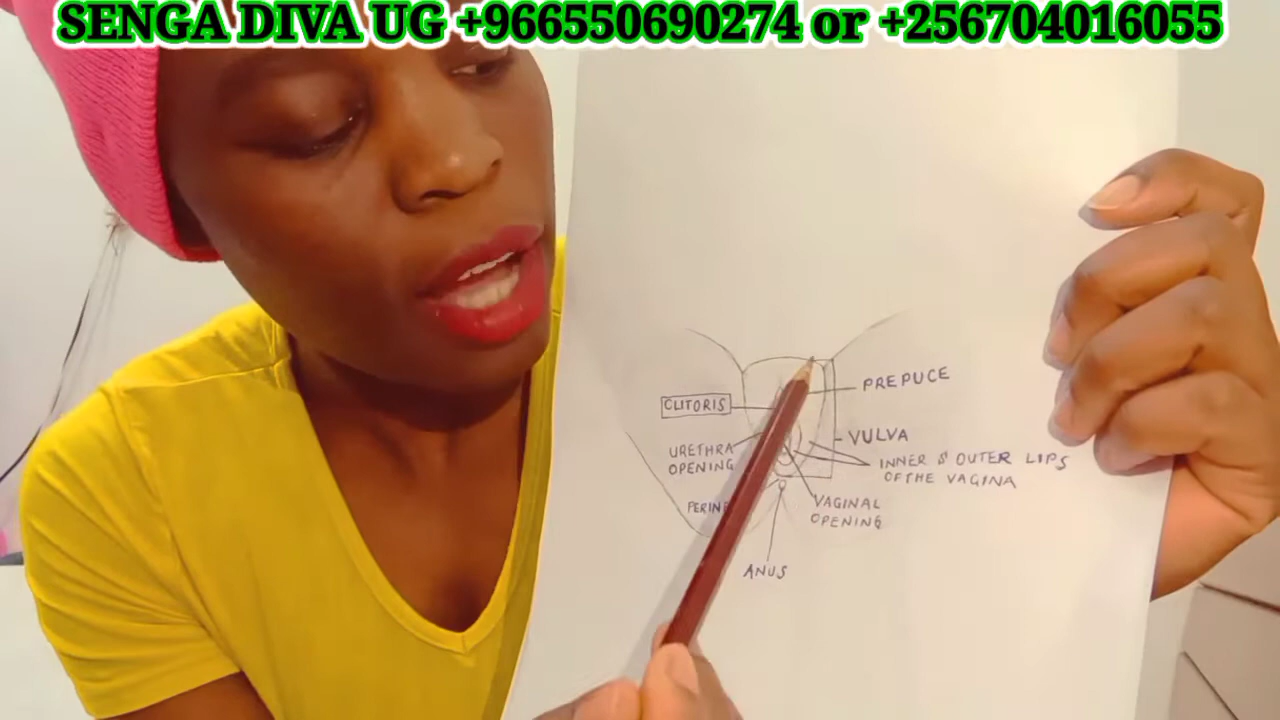 SENGA DIVA UG +966550690274 or +256704016055
PREPUCE
CLITORIS
VULVA
URETHRA
OPENING
INNER & OUTER LIPS
OF THE VAGINA
VAGINAL
OPENING
ANUS